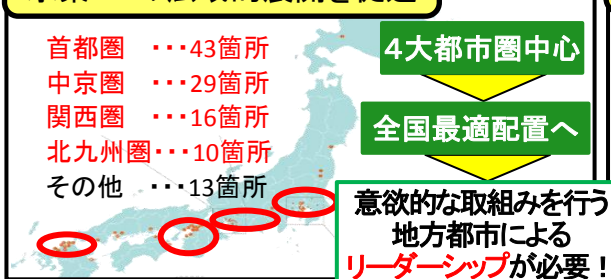 首都圏　・・・43箇所
中京圏　・・・29箇所
関西圏　・・・16箇所
北九州圏・・・10箇所
その他　・・・13箇所
４大都市圏中心
全国最適配置へ
意欲的な取組みを行う
地方都市による
リーダーシップが必要！